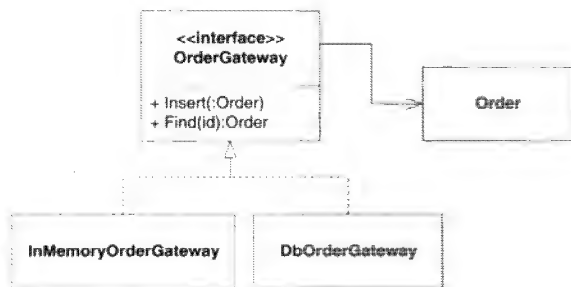 <<interface>>
OrderGateway
+ Insert(:Order)
+ Find(id):Order
Order
InMemoryOrderGateway
DbOrderGateway